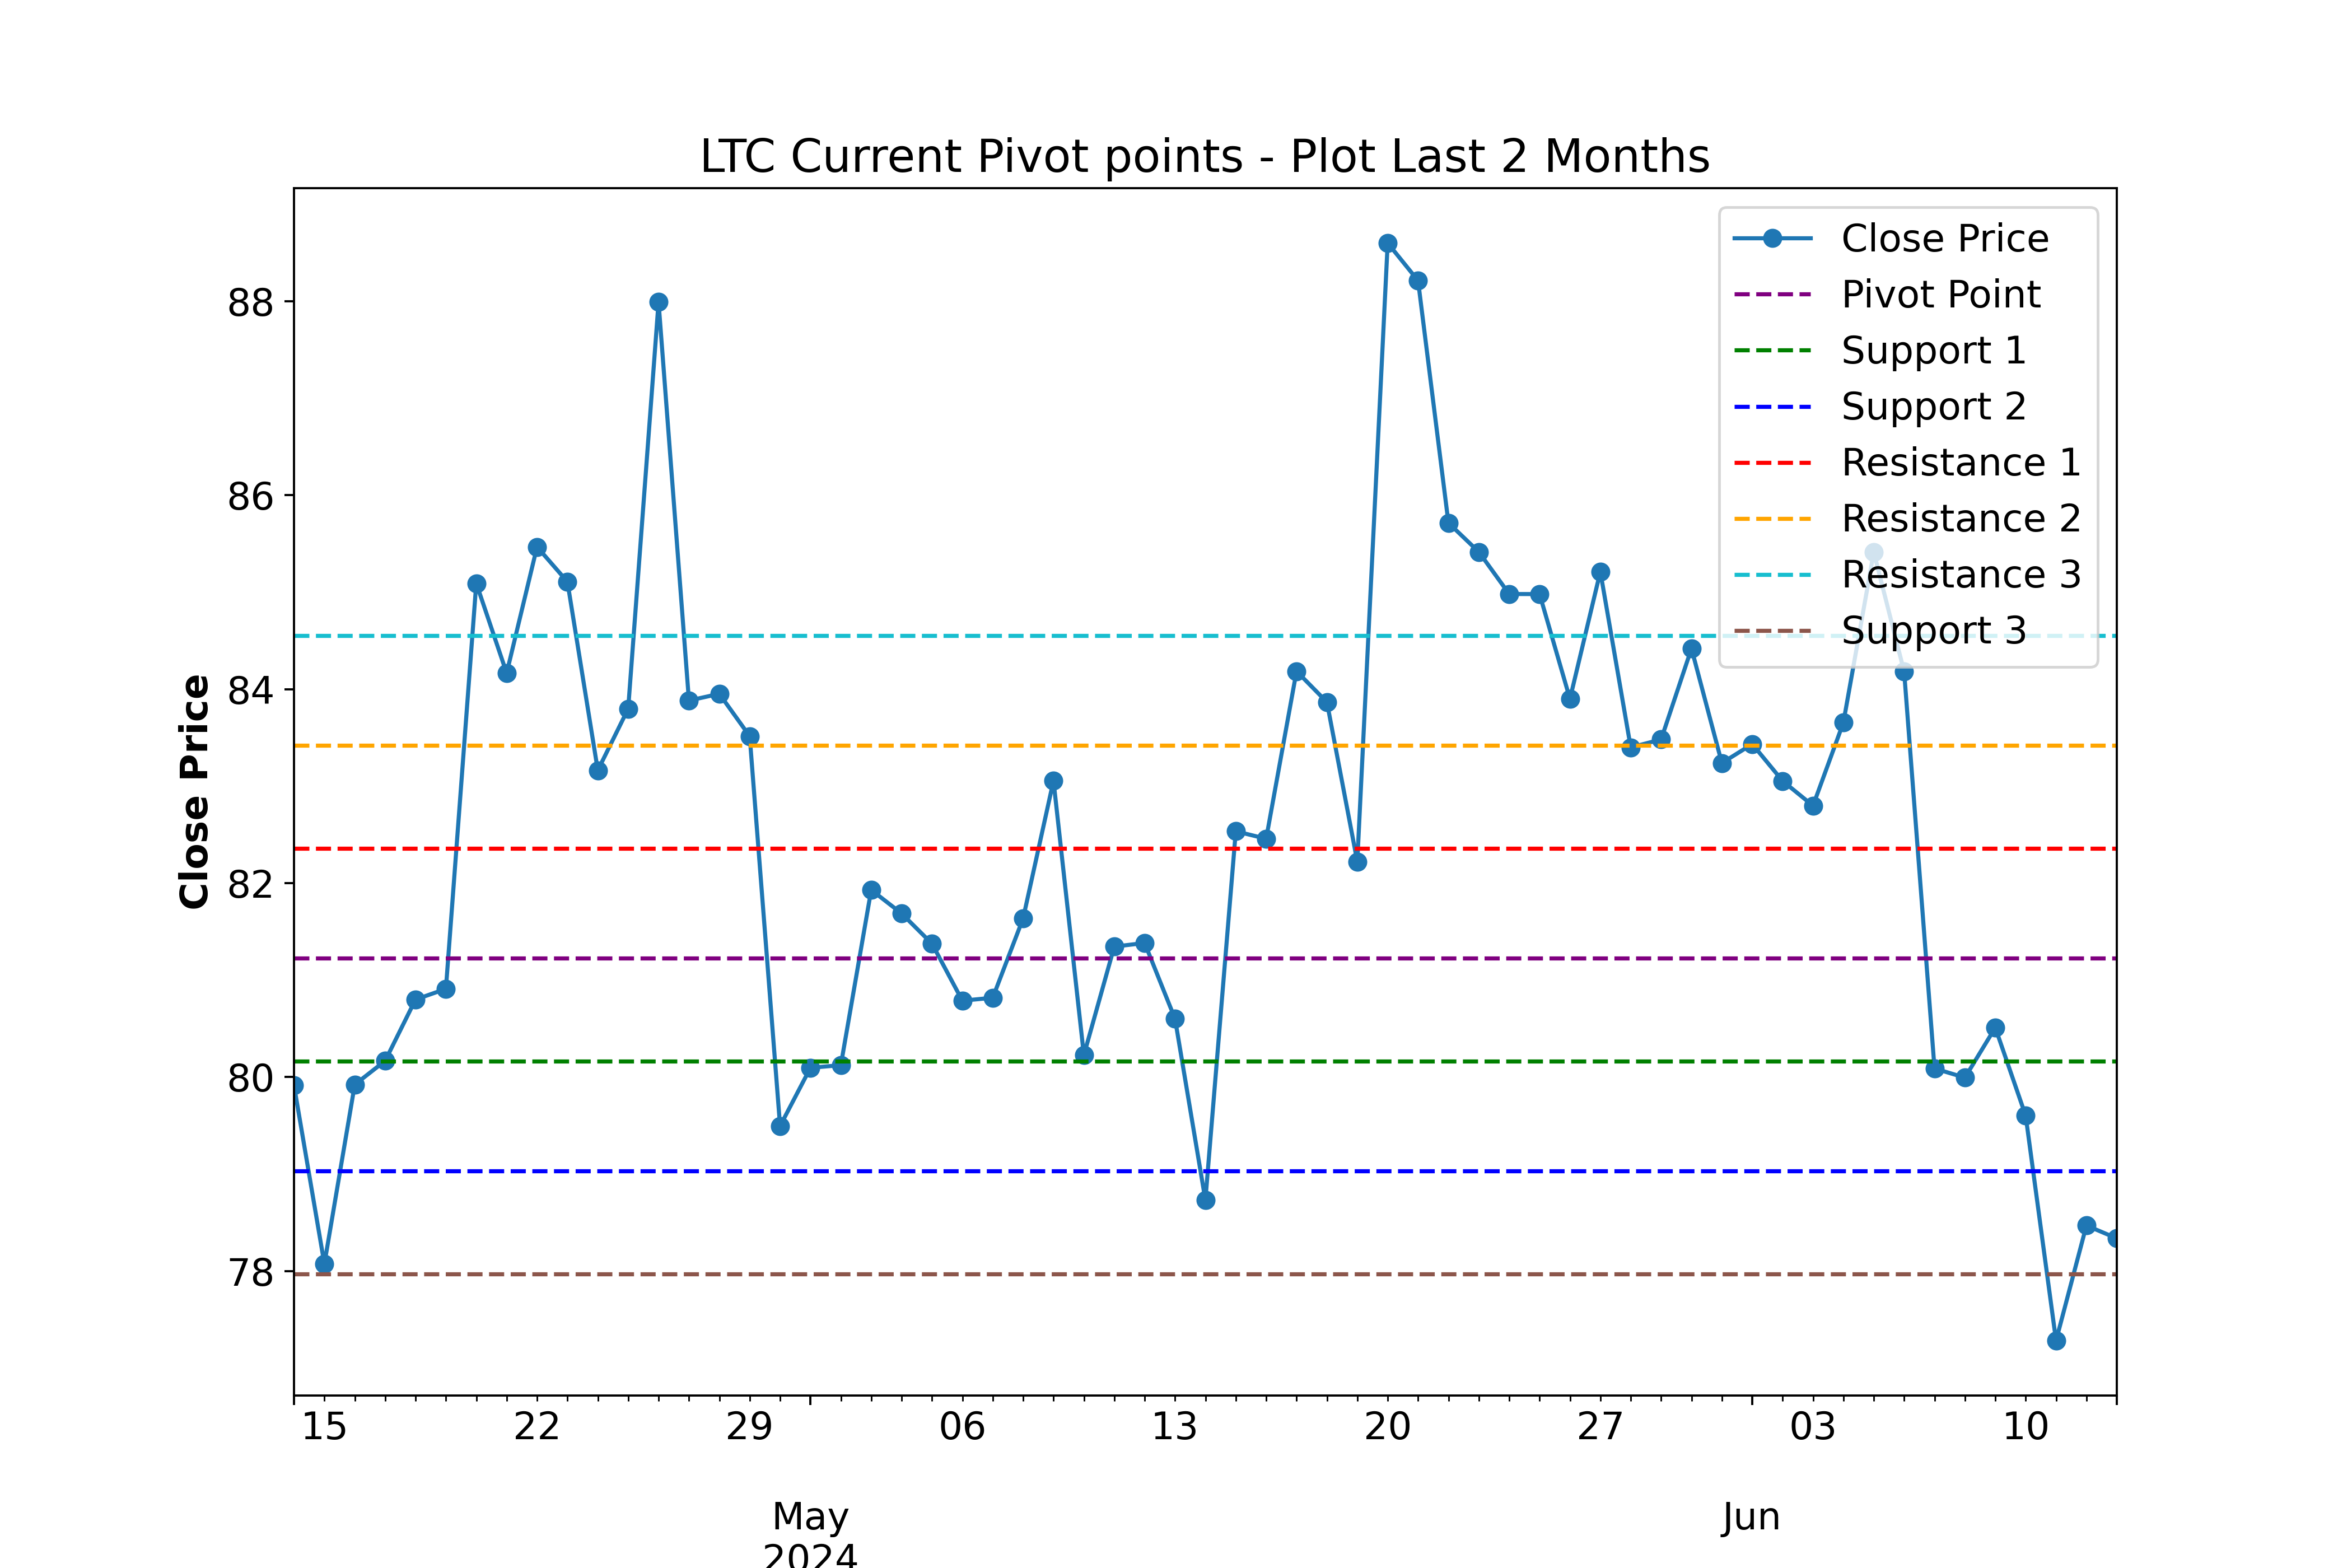 LTC Current Pivot points - Plot Last 2 Months
Close Price
88
86
84
82
80
78
Close Price
Pivot Point
Support 1
Support 2
Resistance 1
Resistance 2
Resistance 3
Support 3
15 22 29 06 13 20 27 03 10
May Jun
2024